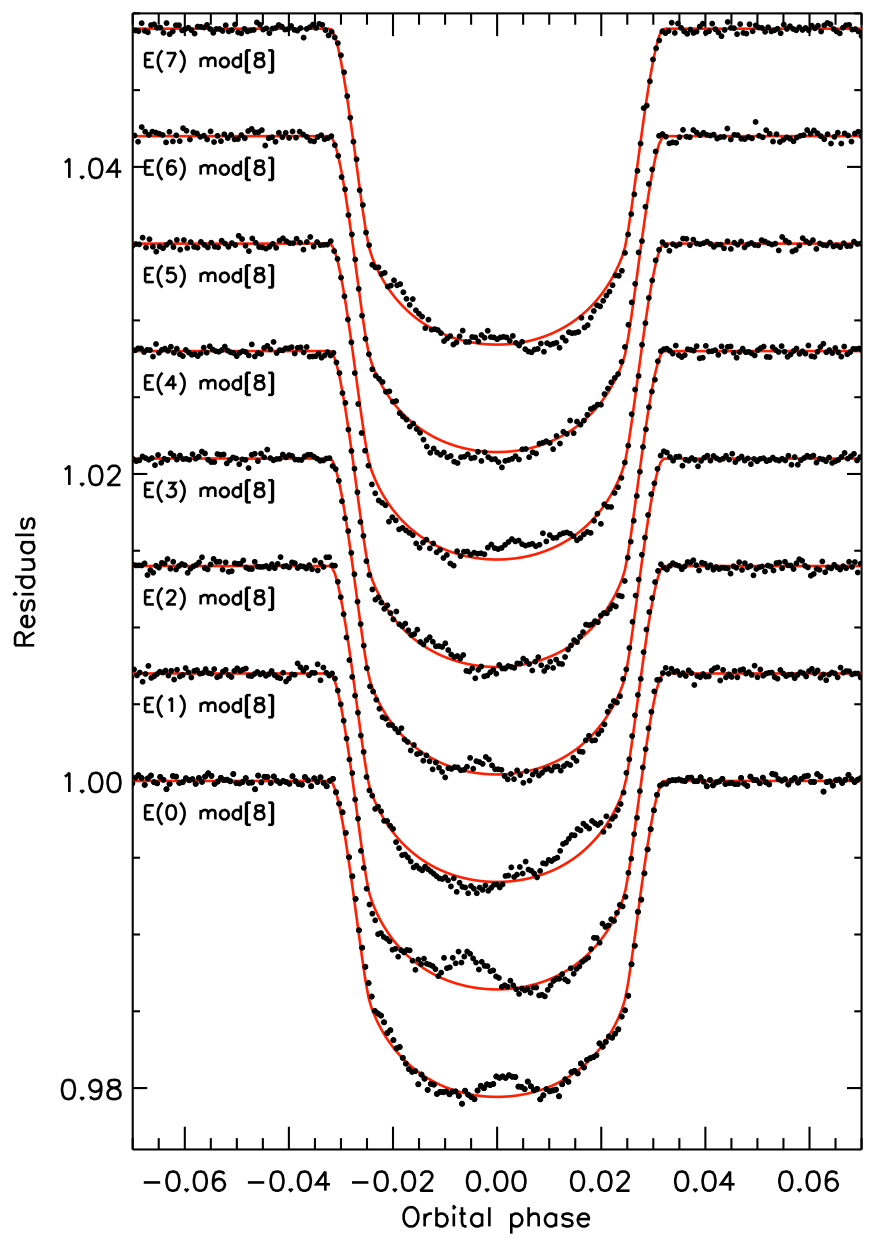 E(7) mod[8]
1.04
E(6) mod[8]
E(5) mod[8]
E(4) mod[8]
1.02
E(3) mod[8]
Residuals
E(2) mod[8]
E(1) mod[8]
1.00
E(0) mod[8]
0.98
−0.06 −0.04 −0.02 0.00 0.02 0.04 0.06
Orbital phase